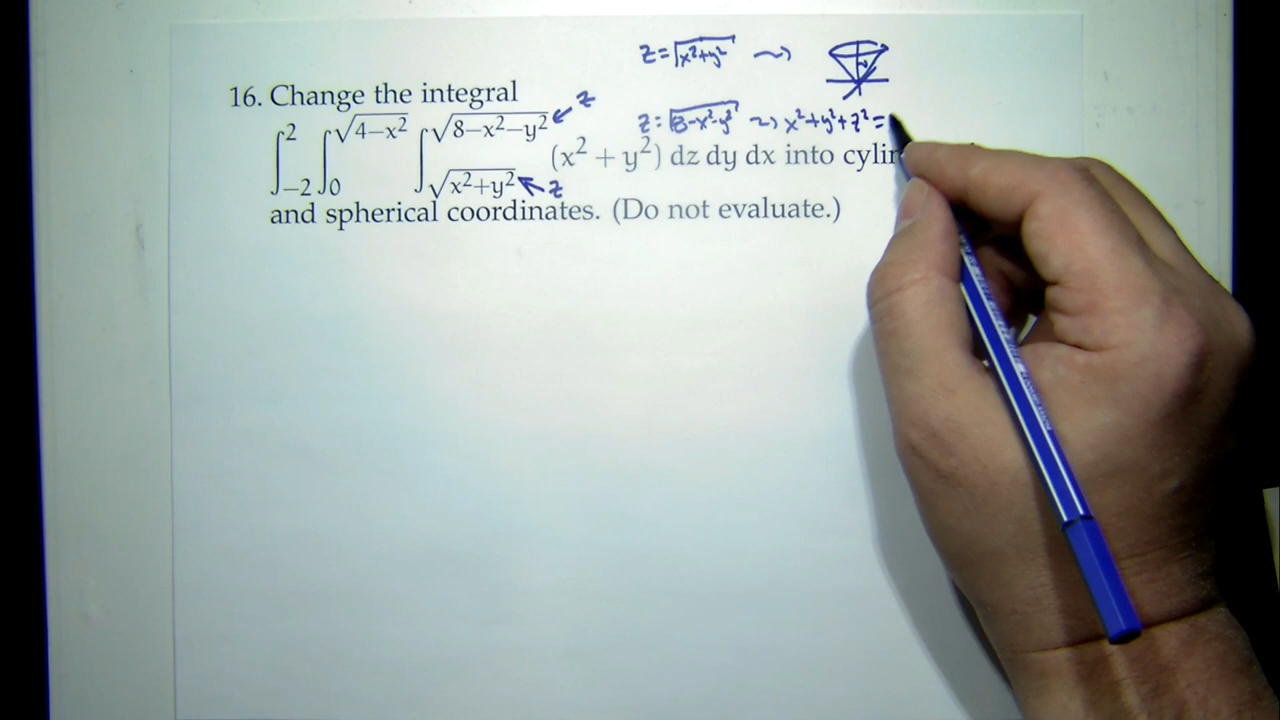 z = √x²+y² ⤳
16. Change the integral
z = √8-x²-y² ⤳ x²+y²+z² =
∫_{-2}^{2} ∫_{0}^{√4−x²} ∫_{√x²+y²}^{√8−x²−y²} (x² + y²) dz dy dx into
← z
↖ z
and spherical coordinates. (Do not evaluate.)